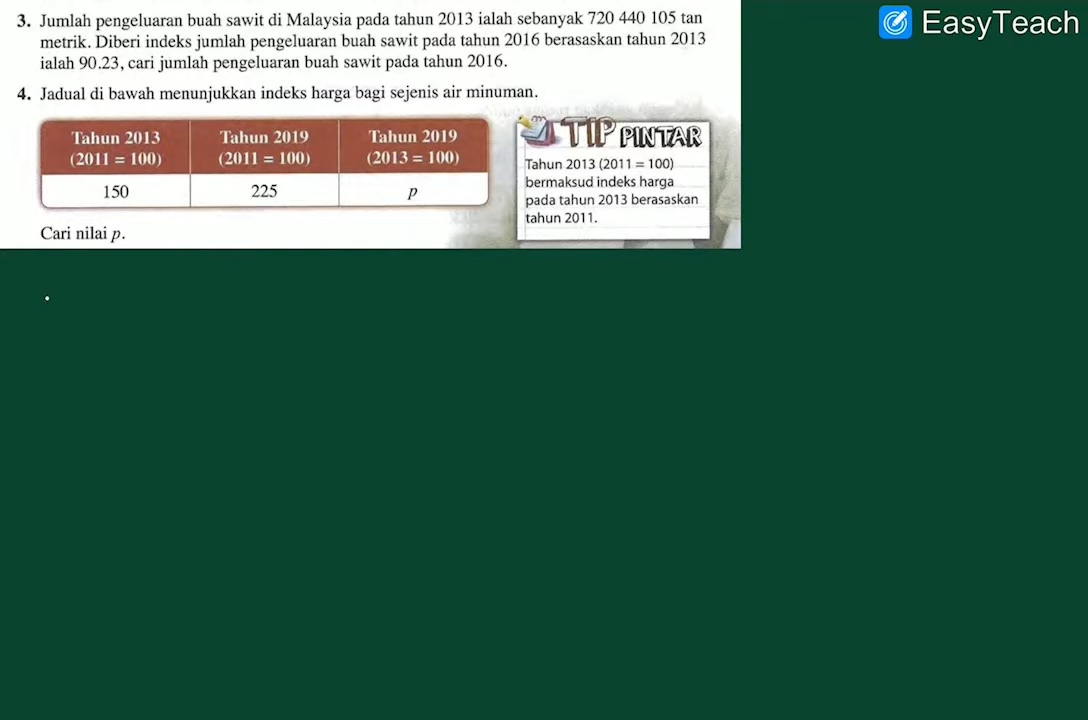 3. Jumlah pengeluaran buah sawit di Malaysia pada tahun 2013 ialah sebanyak 720 440 105 tan
metrik. Diberi indeks jumlah pengeluaran buah sawit pada tahun 2016 berasaskan tahun 2013
ialah 90.23, cari jumlah pengeluaran buah sawit pada tahun 2016.
4. Jadual di bawah menunjukkan indeks harga bagi sejenis air minuman.
Tahun 2013 Tahun 2019 Tahun 2019
(2011 = 100) (2011 = 100) (2013 = 100)
150 225 p
Cari nilai p.
TIP PINTAR
Tahun 2013 (2011 = 100)
bermaksud indeks harga
pada tahun 2013 berasaskan
tahun 2011.
EasyTeach